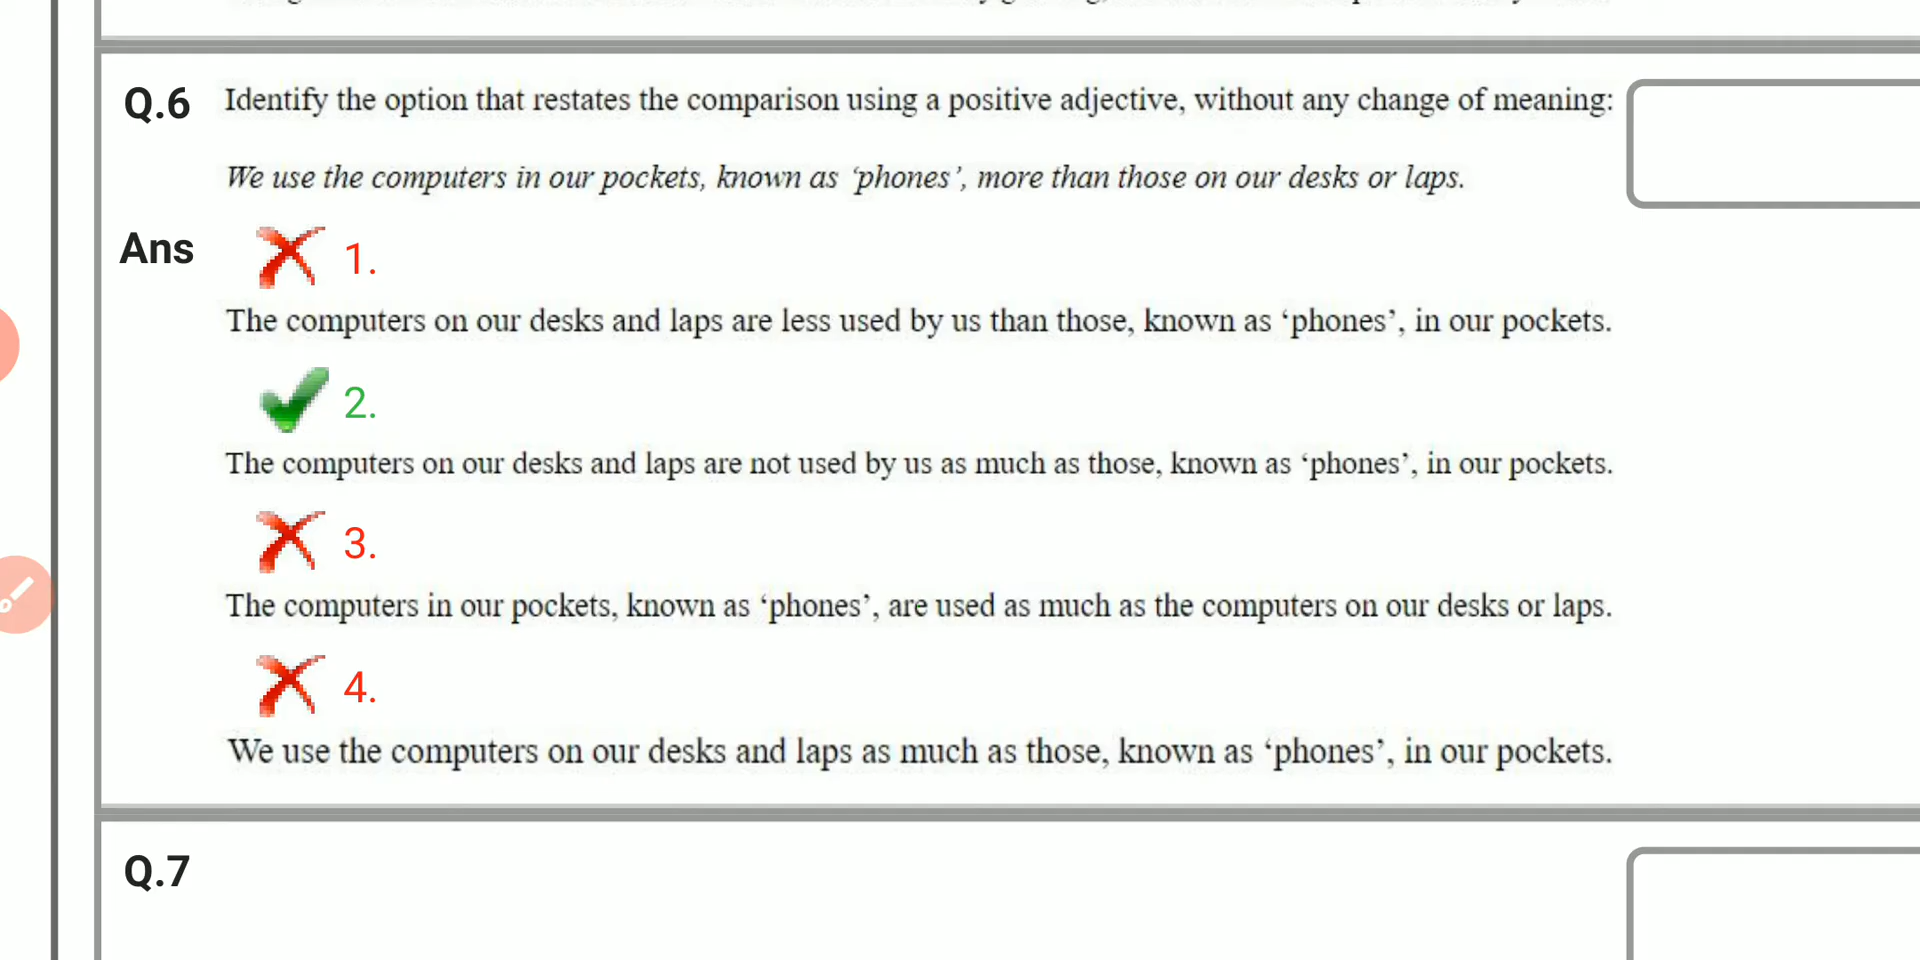 Q.6 Identify the option that restates the comparison using a positive adjective, without any change of meaning:
We use the computers in our pockets, known as ‘phones’, more than those on our desks or laps.
Ans 1.
The computers on our desks and laps are less used by us than those, known as ‘phones’, in our pockets.
2.
The computers on our desks and laps are not used by us as much as those, known as ‘phones’, in our pockets.
3.
The computers in our pockets, known as ‘phones’, are used as much as the computers on our desks or laps.
4.
We use the computers on our desks and laps as much as those, known as ‘phones’, in our pockets.
Q.7